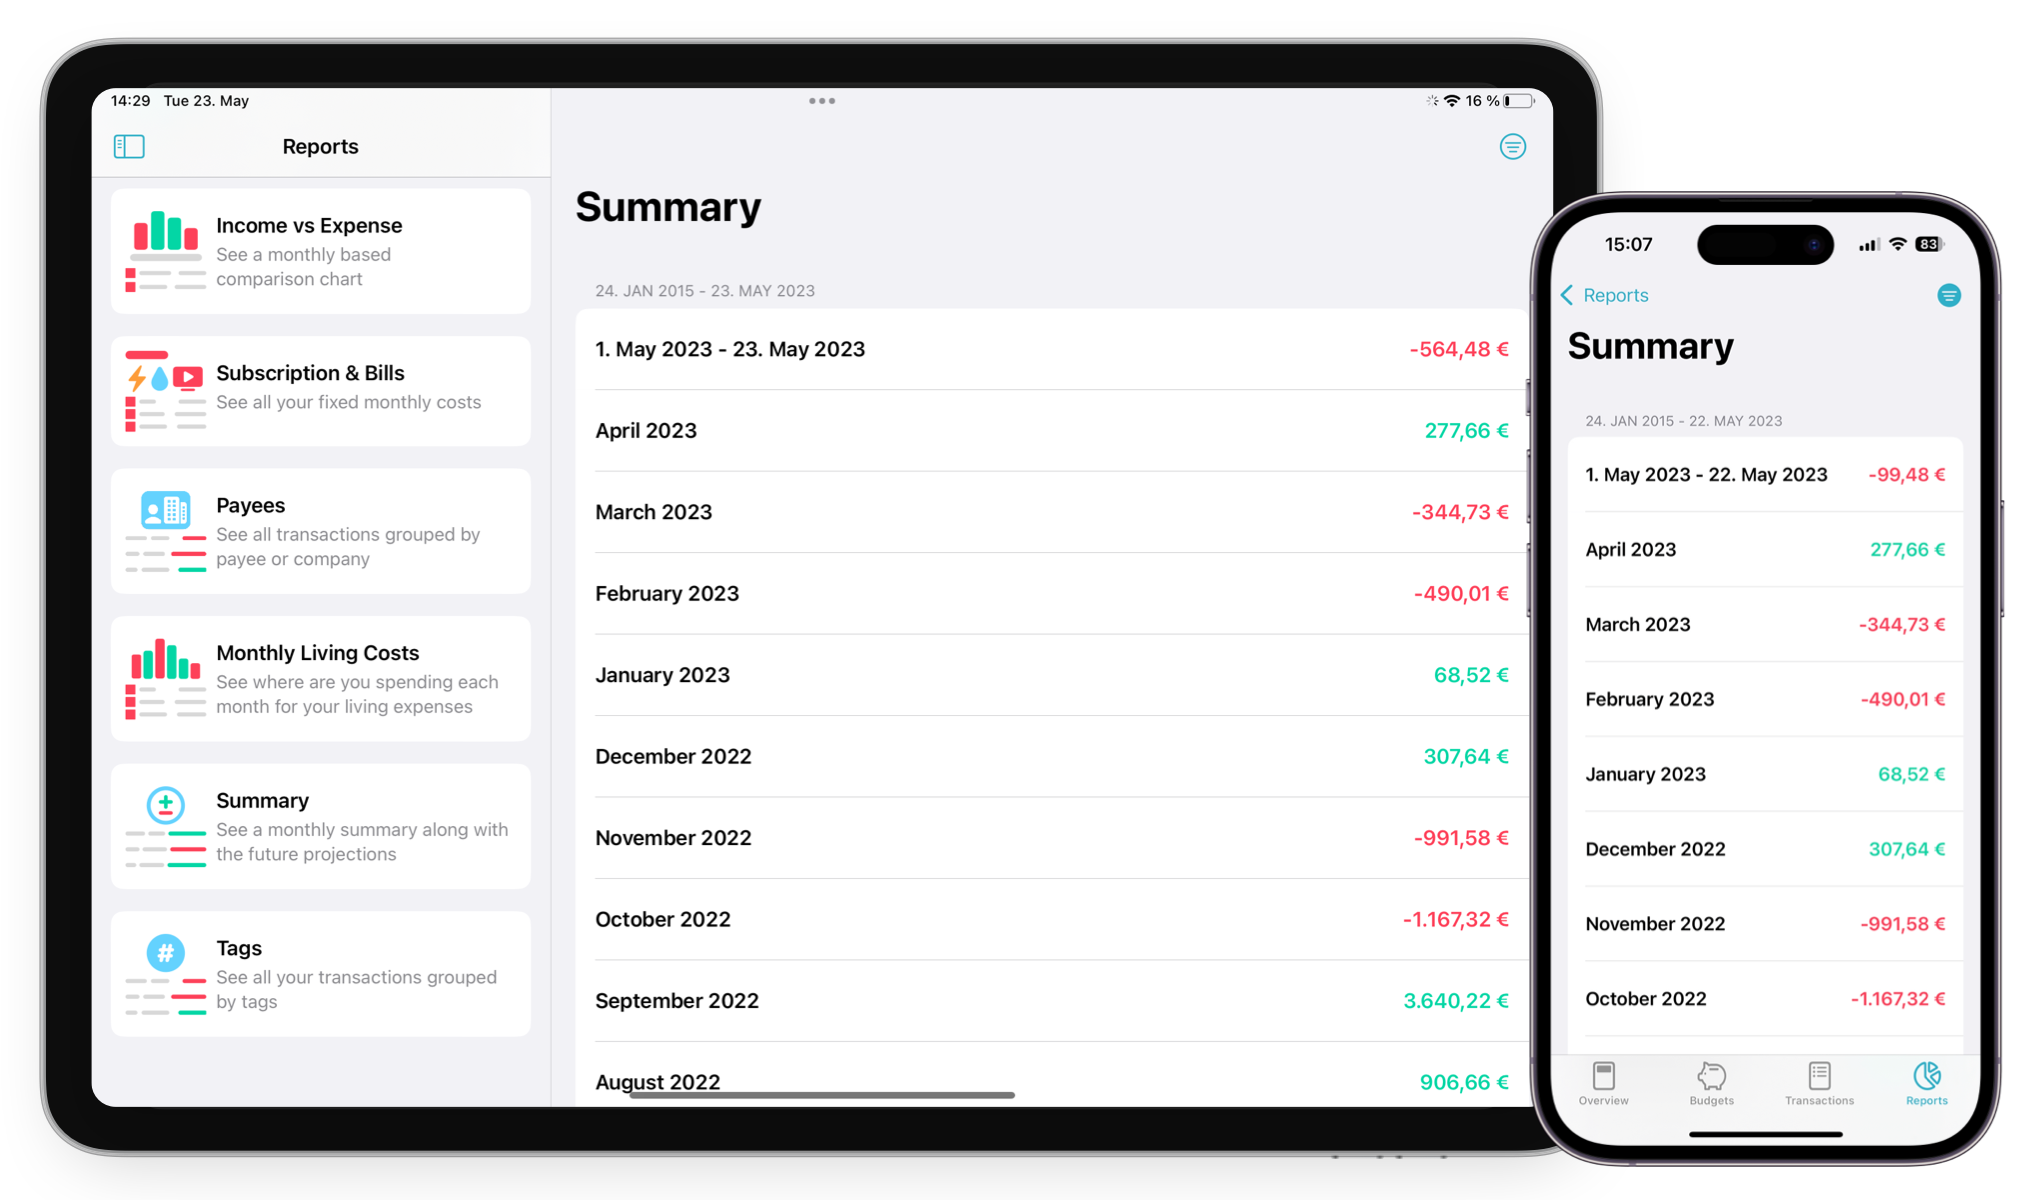 14:29 Tue 23. May
16 %
Reports
Income vs Expense
See a monthly based
comparison chart
Subscription & Bills
See all your fixed monthly costs
Payees
See all transactions grouped by
payee or company
Monthly Living Costs
See where are you spending each
month for your living expenses
Summary
See a monthly summary along with
the future projections
#
Tags
See all your transactions grouped
by tags
Summary
24. JAN 2015 - 23. MAY 2023
1. May 2023 - 23. May 2023 -564,48 €
April 2023 277,66 €
March 2023 -344,73 €
February 2023 -490,01 €
January 2023 68,52 €
December 2022 307,64 €
November 2022 -991,58 €
October 2022 -1.167,32 €
September 2022 3.640,22 €
August 2022 906,66 €
15:07 83
Reports
Summary
24. JAN 2015 - 22. MAY 2023
1. May 2023 - 22. May 2023 -99,48 €
April 2023 277,66 €
March 2023 -344,73 €
February 2023 -490,01 €
January 2023 68,52 €
December 2022 307,64 €
November 2022 -991,58 €
October 2022 -1.167,32 €
Overview Budgets Transactions Reports